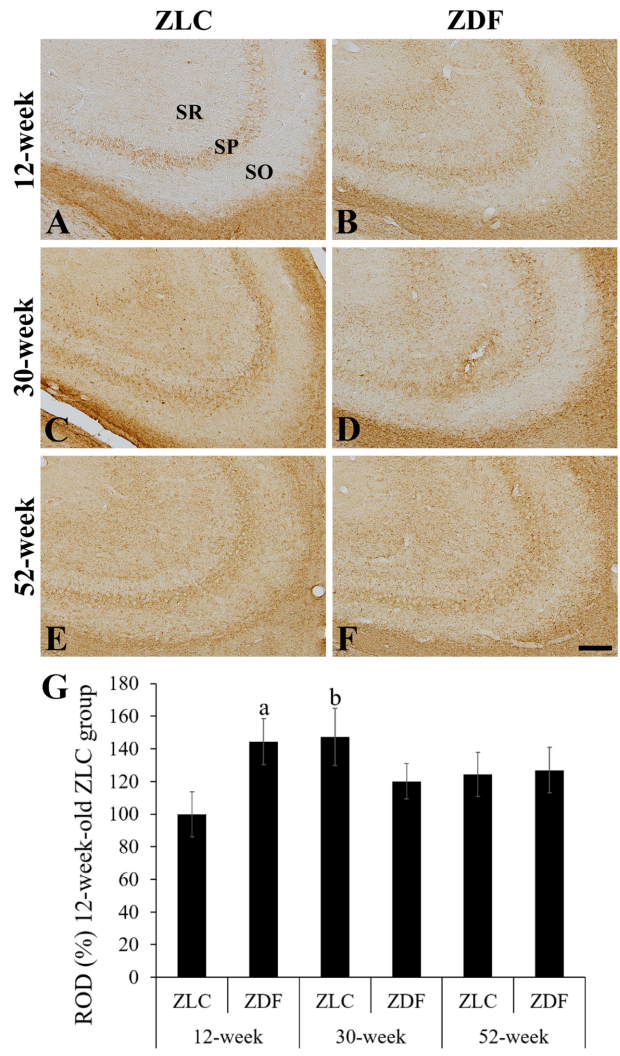 ZLC ZDF
12-week
SR
SP
SO
A B
30-week
C D
52-week
E F
G
ROD (%) 12-week-old ZLC group
180
160
140
120
100
80
60
40
20
0
a b
ZLC ZDF ZLC ZDF ZLC ZDF
12-week 30-week 52-week